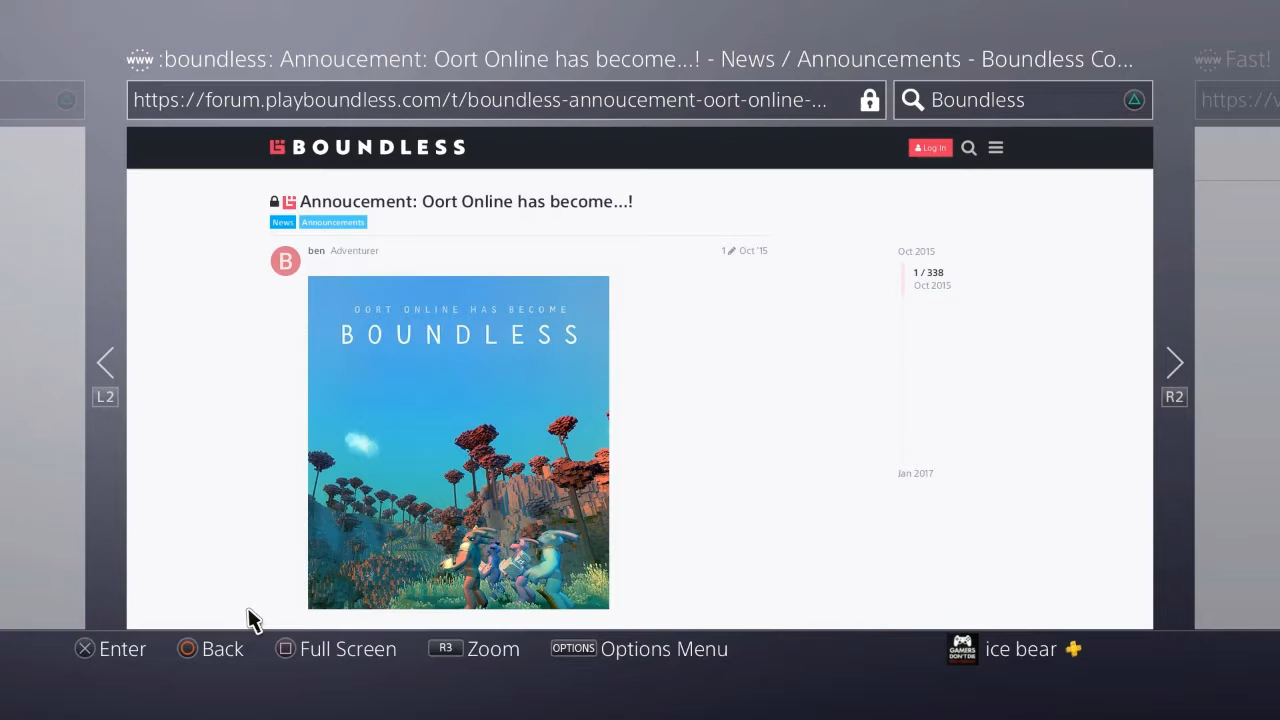 :boundless: Annoucement: Oort Online has become...! - News / Announcements - Boundless Co...
Fast!
https://forum.playboundless.com/t/boundless-annoucement-oort-online-...
Boundless
BOUNDLESS
Log In
Annoucement: Oort Online has become...!
News Announcements
B
ben Adventurer
1 Oct '15
Oct 2015
1 / 338
Oct 2015
OORT ONLINE HAS BECOME
BOUNDLESS
L2
R2
Jan 2017
Enter Back Full Screen R3 Zoom OPTIONS Options Menu
GAMERS DON'T DIE
ice bear